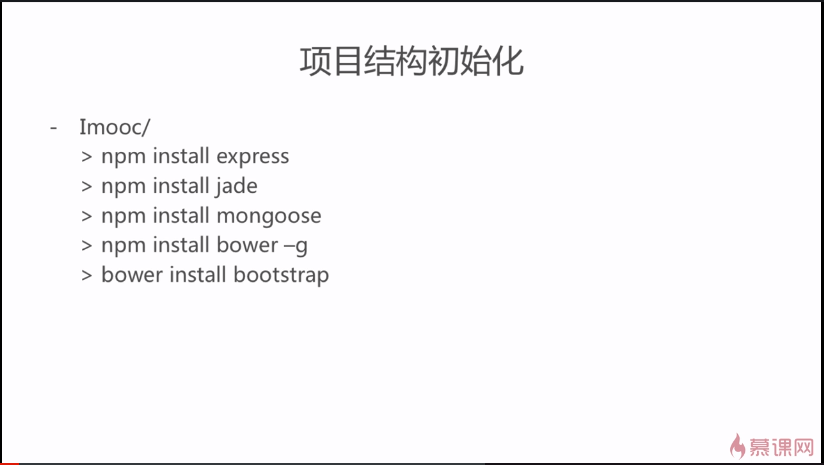 项目结构初始化
- Imooc/
> npm install express
> npm install jade
> npm install mongoose
> npm install bower –g
> bower install bootstrap
慕课网